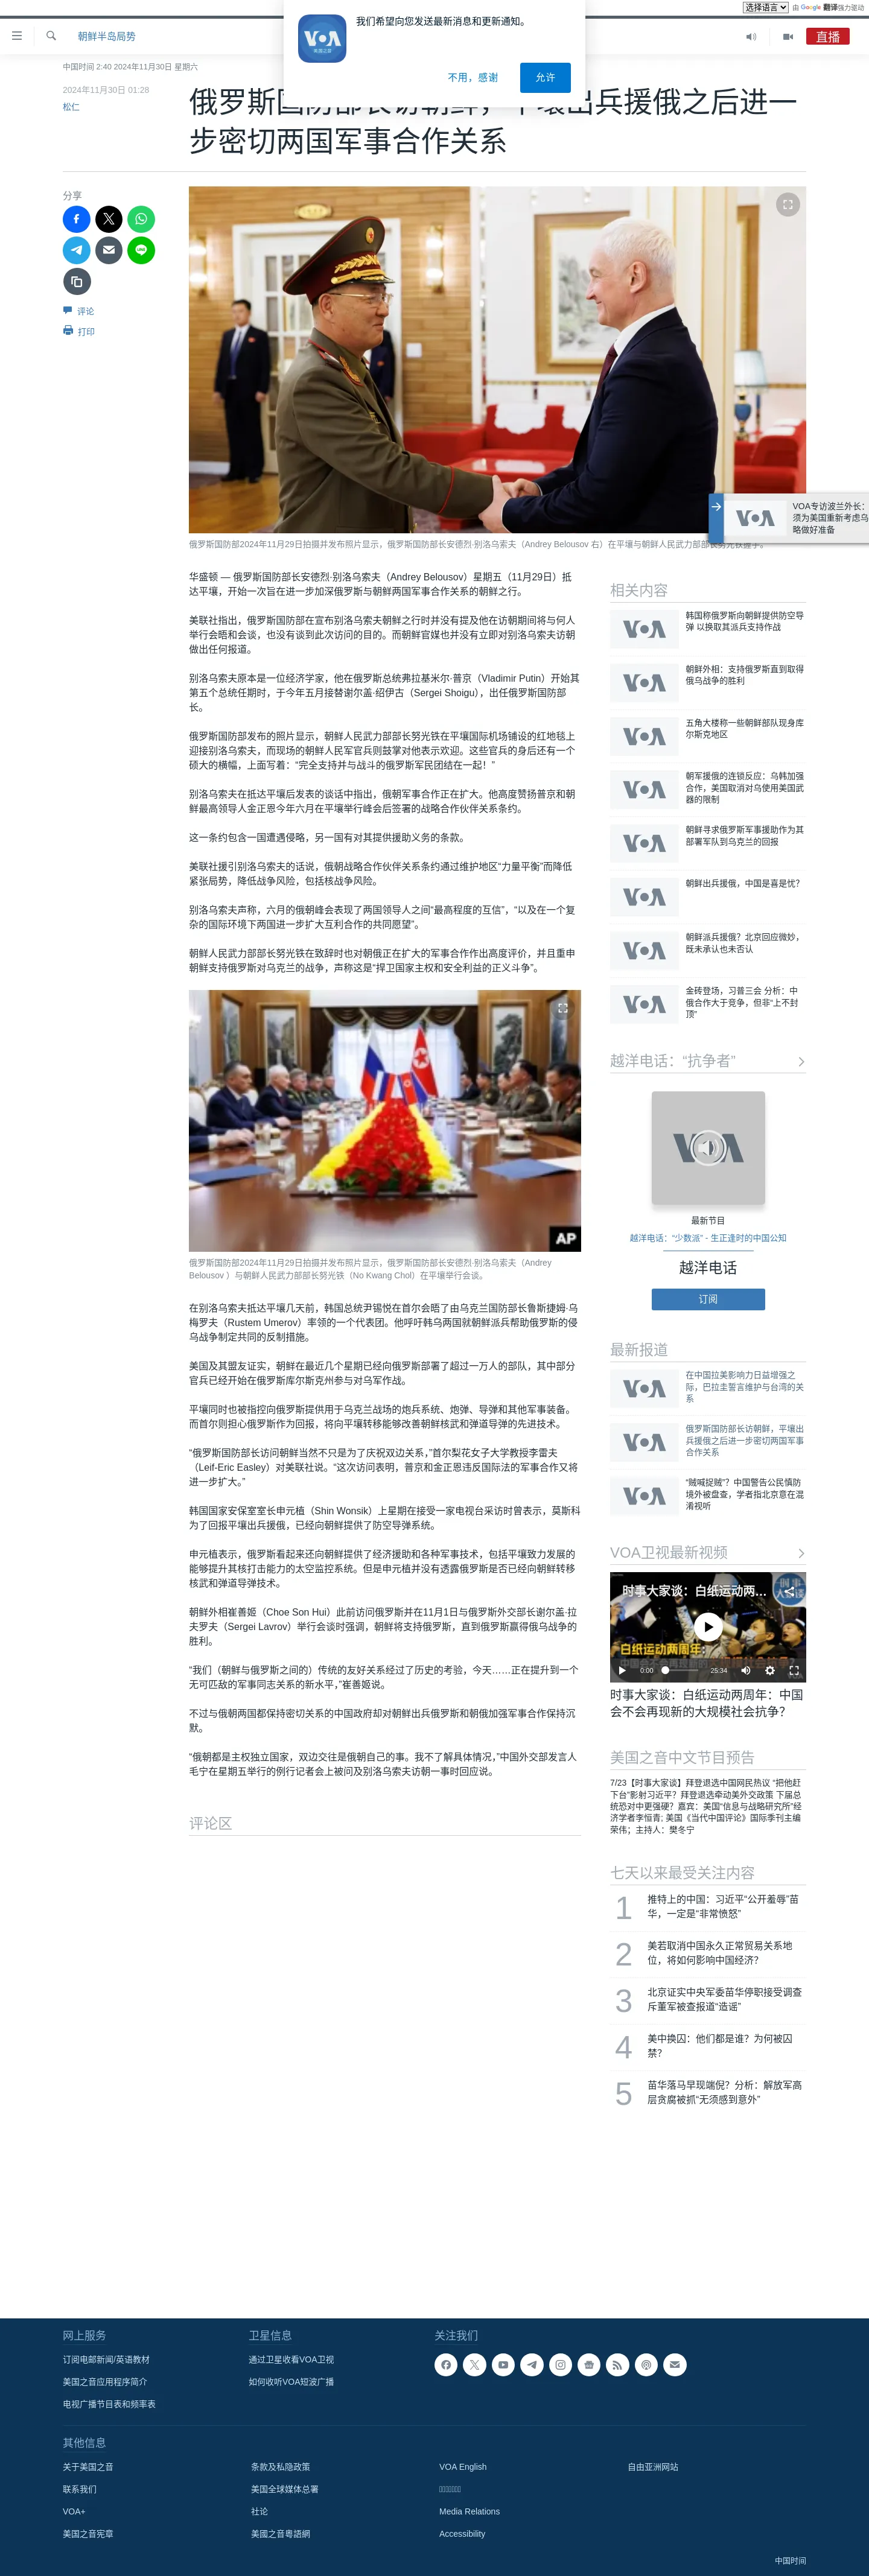 选择语言 由 Google 翻译强力驱动
VOA
美国之音
我们希望向您发送最新消息和更新通知。
不用，感谢 允许
朝鲜半岛局势
直播
中国时间 2:40 2024年11月30日 星期六
2024年11月30日 01:28
松仁
步密切两国军事合作关系
分享
评论
打印
俄罗斯国防部2024年11月29日拍摄并发布照片显示，俄罗斯国防部长安德烈·别洛乌索夫（Andrey Belousov 右）在平壤与朝鲜人民武力部部长努光铁握手。
VOA
VOA专访波兰外长：
须为美国重新考虑乌
略做好准备
华盛顿 — 俄罗斯国防部长安德烈·别洛乌索夫（Andrey Belousov）星期五（11月29日）抵
达平壤，开始一次旨在进一步加深俄罗斯与朝鲜两国军事合作关系的朝鲜之行。
美联社指出，俄罗斯国防部在宣布别洛乌索夫朝鲜之行时并没有提及他在访朝期间将与何人
举行会晤和会谈，也没有谈到此次访问的目的。而朝鲜官媒也并没有立即对别洛乌索夫访朝
做出任何报道。
别洛乌索夫原本是一位经济学家，他在俄罗斯总统弗拉基米尔·普京（Vladimir Putin）开始其
第五个总统任期时，于今年五月接替谢尔盖·绍伊古（Sergei Shoigu），出任俄罗斯国防部
长。
俄罗斯国防部发布的照片显示，朝鲜人民武力部部长努光铁在平壤国际机场铺设的红地毯上
迎接别洛乌索夫，而现场的朝鲜人民军官兵则鼓掌对他表示欢迎。这些官兵的身后还有一个
硕大的横幅，上面写着：“完全支持并与战斗的俄罗斯军民团结在一起！”
别洛乌索夫在抵达平壤后发表的谈话中指出，俄朝军事合作正在扩大。他高度赞扬普京和朝
鲜最高领导人金正恩今年六月在平壤举行峰会后签署的战略合作伙伴关系条约。
这一条约包含一国遭遇侵略，另一国有对其提供援助义务的条款。
美联社援引别洛乌索夫的话说，俄朝战略合作伙伴关系条约通过维护地区“力量平衡”而降低
紧张局势，降低战争风险，包括核战争风险。
别洛乌索夫声称，六月的俄朝峰会表现了两国领导人之间“最高程度的互信”，“以及在一个复
杂的国际环境下两国进一步扩大互利合作的共同愿望”。
朝鲜人民武力部部长努光铁在致辞时也对朝俄正在扩大的军事合作作出高度评价，并且重申
朝鲜支持俄罗斯对乌克兰的战争，声称这是“捍卫国家主权和安全利益的正义斗争”。
AP
俄罗斯国防部2024年11月29日拍摄并发布照片显示，俄罗斯国防部长安德烈·别洛乌索夫（Andrey
Belousov ）与朝鲜人民武力部部长努光铁（No Kwang Chol）在平壤举行会谈。
在别洛乌索夫抵达平壤几天前，韩国总统尹锡悦在首尔会晤了由乌克兰国防部长鲁斯捷姆·乌
梅罗夫（Rustem Umerov）率领的一个代表团。他呼吁韩乌两国就朝鲜派兵帮助俄罗斯的侵
乌战争制定共同的反制措施。
美国及其盟友证实，朝鲜在最近几个星期已经向俄罗斯部署了超过一万人的部队，其中部分
官兵已经开始在俄罗斯库尔斯克州参与对乌军作战。
平壤同时也被指控向俄罗斯提供用于乌克兰战场的炮兵系统、炮弹、导弹和其他军事装备。
而首尔则担心俄罗斯作为回报，将向平壤转移能够改善朝鲜核武和弹道导弹的先进技术。
“俄罗斯国防部长访问朝鲜当然不只是为了庆祝双边关系，”首尔梨花女子大学教授李雷夫
（Leif-Eric Easley）对美联社说。“这次访问表明，普京和金正恩违反国际法的军事合作又将
进一步扩大。”
韩国国家安保室室长申元植（Shin Wonsik）上星期在接受一家电视台采访时曾表示，莫斯科
为了回报平壤出兵援俄，已经向朝鲜提供了防空导弹系统。
申元植表示，俄罗斯看起来还向朝鲜提供了经济援助和各种军事技术，包括平壤致力发展的
能够提升其核打击能力的太空监控系统。但是申元植并没有透露俄罗斯是否已经向朝鲜转移
核武和弹道导弹技术。
朝鲜外相崔善姬（Choe Son Hui）此前访问俄罗斯并在11月1日与俄罗斯外交部长谢尔盖·拉
夫罗夫（Sergei Lavrov）举行会谈时强调，朝鲜将支持俄罗斯，直到俄罗斯赢得俄乌战争的
胜利。
“我们（朝鲜与俄罗斯之间的）传统的友好关系经过了历史的考验，今天……正在提升到一个
无可匹敌的军事同志关系的新水平，”崔善姬说。
不过与俄朝两国都保持密切关系的中国政府却对朝鲜出兵俄罗斯和朝俄加强军事合作保持沉
默。
“俄朝都是主权独立国家，双边交往是俄朝自己的事。我不了解具体情况，”中国外交部发言人
毛宁在星期五举行的例行记者会上被问及别洛乌索夫访朝一事时回应说。
评论区
相关内容
VOA
韩国称俄罗斯向朝鲜提供防空导
弹 以换取其派兵支持作战
VOA
朝鲜外相：支持俄罗斯直到取得
俄乌战争的胜利
VOA
五角大楼称一些朝鲜部队现身库
尔斯克地区
VOA
朝军援俄的连锁反应：乌韩加强
合作，美国取消对乌使用美国武
器的限制
VOA
朝鲜寻求俄罗斯军事援助作为其
部署军队到乌克兰的回报
VOA
朝鲜出兵援俄，中国是喜是忧？
VOA
朝鲜派兵援俄？北京回应微妙，
既未承认也未否认
VOA
金砖登场，习普三会 分析：中
俄合作大于竞争，但非“上不封
顶”
越洋电话：“抗争者”
最新节目
越洋电话：“少数派” - 生正逢时的中国公知
越洋电话
订阅
最新报道
VOA
在中国拉美影响力日益增强之
际，巴拉圭誓言维护与台湾的关
系
VOA
俄罗斯国防部长访朝鲜，平壤出
兵援俄之后进一步密切两国军事
合作关系
VOA
“贼喊捉贼”？中国警告公民慎防
境外被盘查，学者指北京意在混
淆视听
VOA卫视最新视频
时事大家谈：白纸运动两…
白纸运动两周年：
0:00 25:34
时事大家谈：白纸运动两周年：中国
会不会再现新的大规模社会抗争？
美国之音中文节目预告
7/23【时事大家谈】拜登退选中国网民热议 “把他赶
下台”影射习近平？拜登退选牵动美外交政策 下届总
统恐对中更强硬？嘉宾：美国“信息与战略研究所”经
济学者李恒青; 美国《当代中国评论》国际季刊主编
荣伟；主持人：樊冬宁
七天以来最受关注内容
1 推特上的中国：习近平“公开羞辱”苗
华，一定是“非常愤怒”
2 美若取消中国永久正常贸易关系地
位，将如何影响中国经济？
3 北京证实中央军委苗华停职接受调查
斥董军被查报道“造谣”
4 美中换囚：他们都是谁？为何被囚
禁？
5 苗华落马早现端倪？分析：解放军高
层贪腐被抓“无须感到意外”
网上服务
订阅电邮新闻/英语教材
美国之音应用程序简介
电视广播节目表和频率表
卫星信息
通过卫星收看VOA卫视
如何收听VOA短波广播
关注我们
其他信息
关于美国之音
联系我们
VOA+
美国之音宪章
条款及私隐政策
美国全球媒体总署
社论
美國之音粵語網
VOA English
Media Relations
Accessibility
自由亚洲网站
中国时间